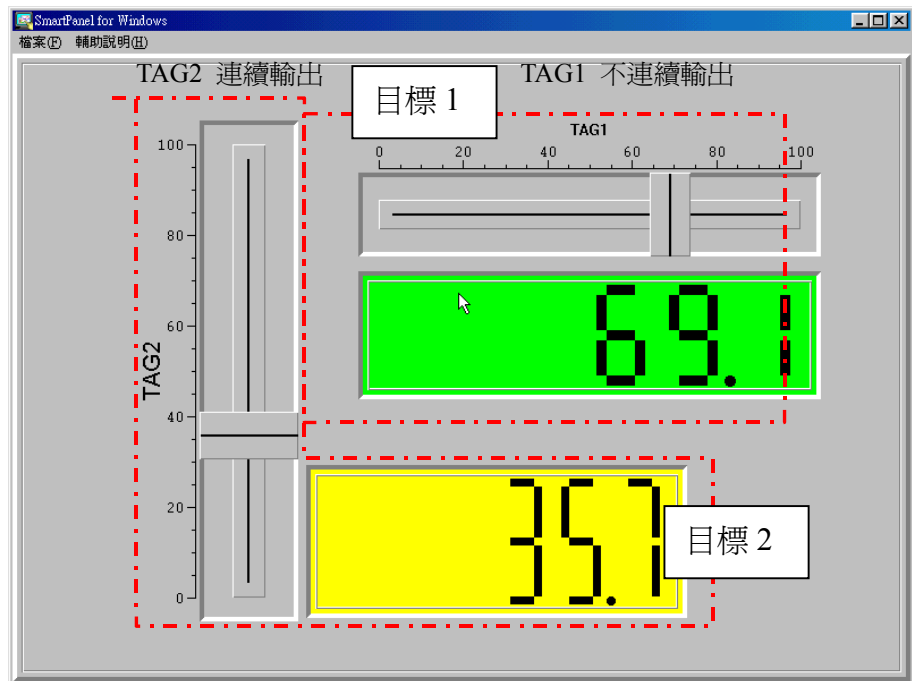 SmartPanel for Windows
檔案(F) 輔助說明(H)
TAG2 連續輸出
TAG1 不連續輸出
目標 1
TAG1
0 20 40 60 80 100
69.1
TAG2
100
80
60
40
20
0
35.7
目標 2